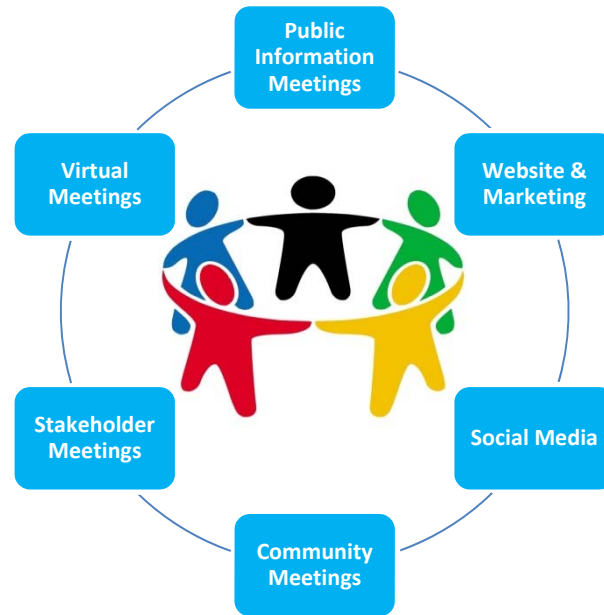 Public
Information
Meetings
Website &
Marketing
Social Media
Community
Meetings
Stakeholder
Meetings
Virtual
Meetings